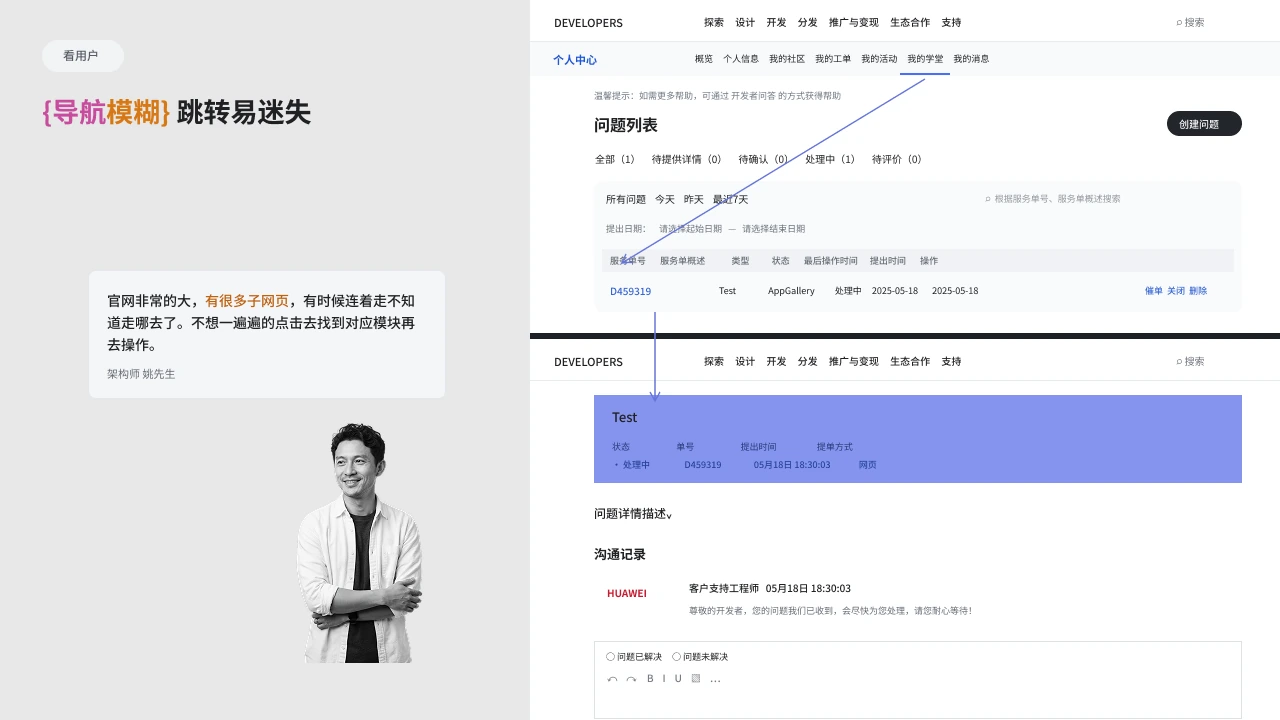 看用户
{导航模糊} 跳转易迷失
官网非常的大，有很多子网页，有时候连着走不知
道走哪去了。不想一遍遍的点击去找到对应模块再
去操作。
架构师 姚先生
DEVELOPERS 探索 设计 开发 分发 推广与变现 生态合作 支持 搜索
个人中心 概览 个人信息 我的社区 我的工单 我的活动 我的学堂 我的消息
温馨提示：如需更多帮助，可通过 开发者问答 的方式获得帮助
问题列表 创建问题
全部（1） 待提供详情（0） 待确认（0） 处理中（1） 待评价（0）
所有问题 今天 昨天 最近7天 根据服务单号、服务单概述搜索
提出日期： 请选择起始日期 — 请选择结束日期
服务单号 服务单概述 类型 状态 最后操作时间 提出时间 操作
D459319 Test AppGallery 处理中 2025-05-18 2025-05-18 催单 关闭 删除
DEVELOPERS 探索 设计 开发 分发 推广与变现 生态合作 支持 搜索
Test
状态 单号 提出时间 提单方式
• 处理中 D459319 05月18日 18:30:03 网页
问题详情描述
沟通记录
HUAWEI 客户支持工程师 05月18日 18:30:03
尊敬的开发者，您的问题我们已收到，会尽快为您处理，请您耐心等待！
问题已解决 问题未解决
B I U ...